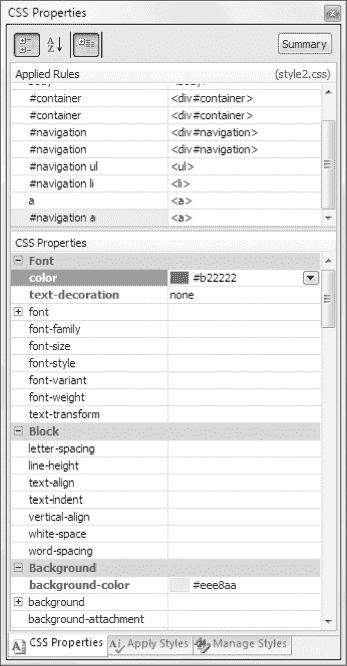 CSS Properties
A Z Summary
Applied Rules (style2.css)
#container <div#container>
#container <div#container>
#navigation <div#navigation>
#navigation <div#navigation>
#navigation ul <ul>
#navigation li <li>
a <a>
#navigation a <a>
CSS Properties
Font
color #b22222
text-decoration none
font
font-family
font-size
font-style
font-variant
font-weight
text-transform
Block
letter-spacing
line-height
text-align
text-indent
vertical-align
white-space
word-spacing
Background
background-color #eee8aa
background
background-attachment
CSS Properties Apply Styles Manage Styles